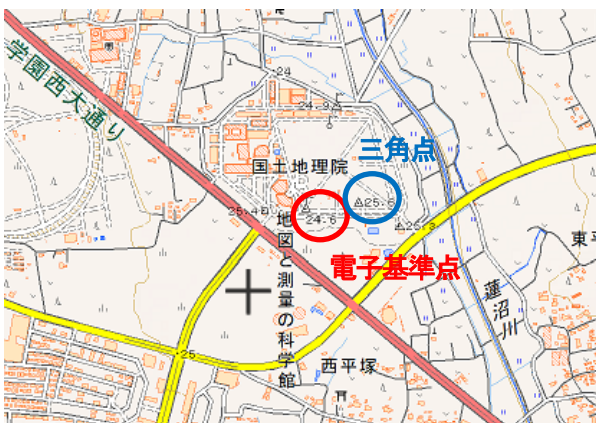 学園西大通り
24
24.9
三角点
国土地理院
25.6
25.4
24.6
25.3
電子基準点
東平
地図と測量の科学館
蓮沼川
25
西平塚